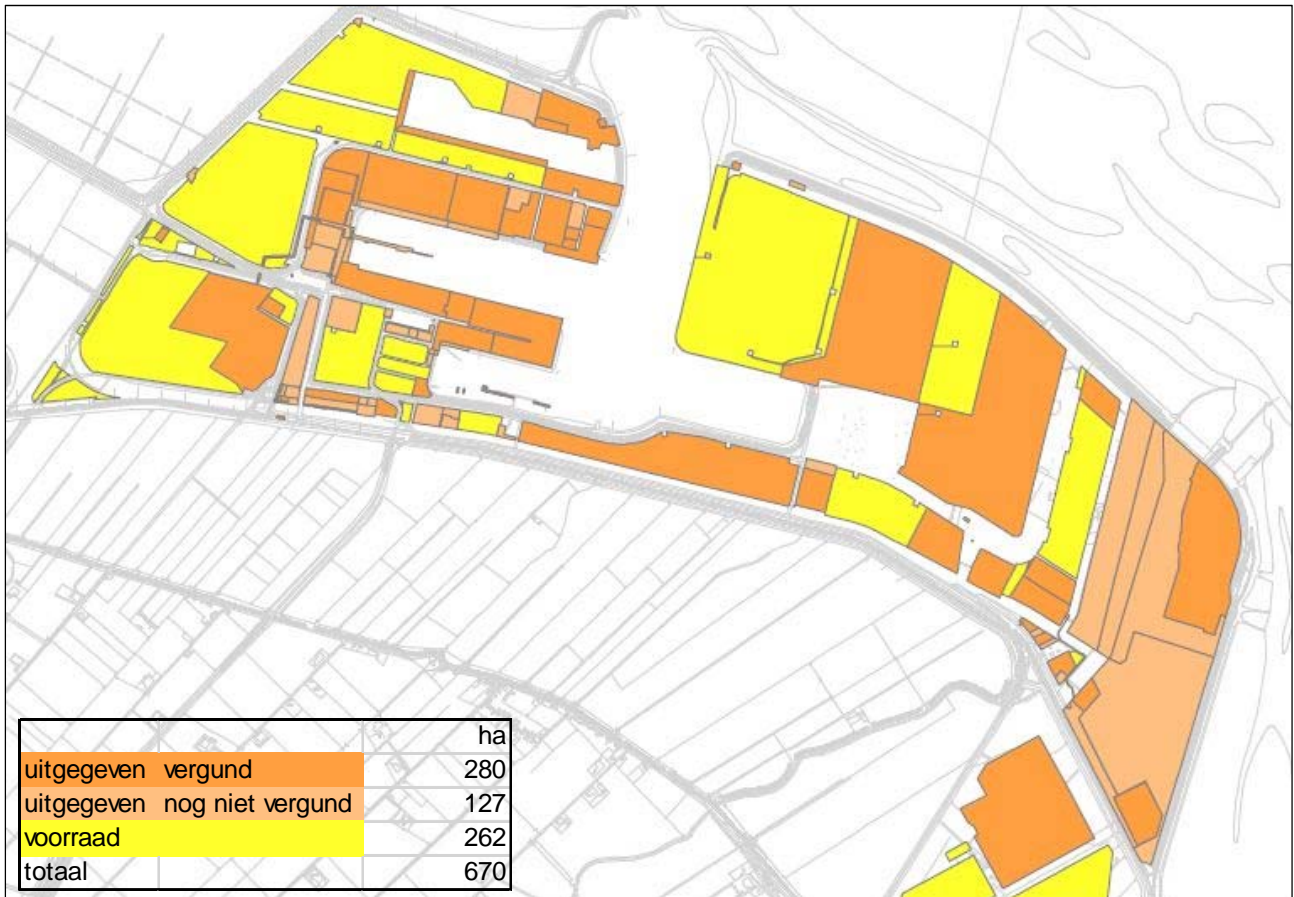 ha
uitgegeven vergund 280
uitgegeven nog niet vergund 127
voorraad 262
totaal 670